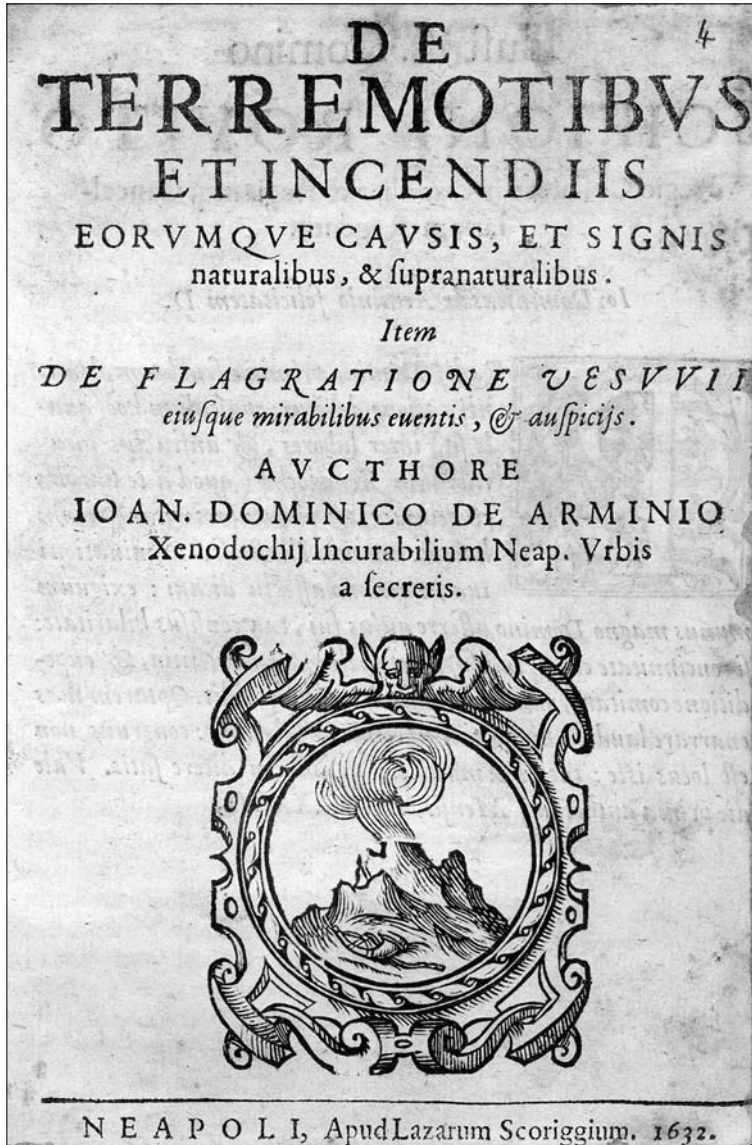 4
DE
TERREMOTIBVS
ET INCENDIIS
EORVMQVE CAVSIS, ET SIGNIS
naturalibus, & ſupranaturalibus.
Item
DE FLAGRATIONE VESVVII
eiuſque mirabilibus euentis, & auſpicijs.
AVCTHORE
IOAN. DOMINICO DE ARMINIO
Xenodochij Incurabilium Neap. Vrbis
a ſecretis.
NEAPOLI, Apud Lazarum Scoriggium. 1632.